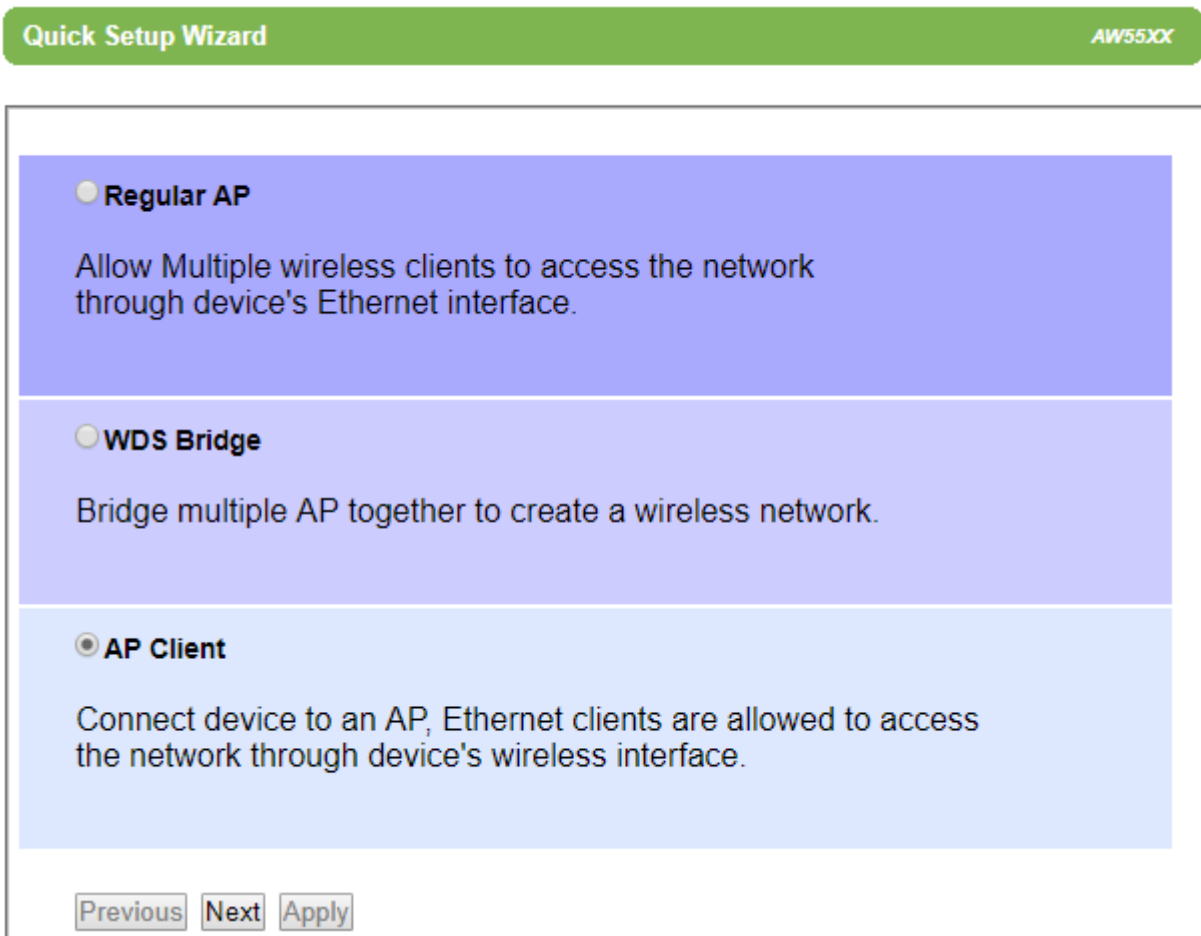 Quick Setup Wizard
AW55XX
Regular AP
Allow Multiple wireless clients to access the network
through device's Ethernet interface.
WDS Bridge
Bridge multiple AP together to create a wireless network.
AP Client
Connect device to an AP, Ethernet clients are allowed to access
the network through device's wireless interface.
Previous Next Apply